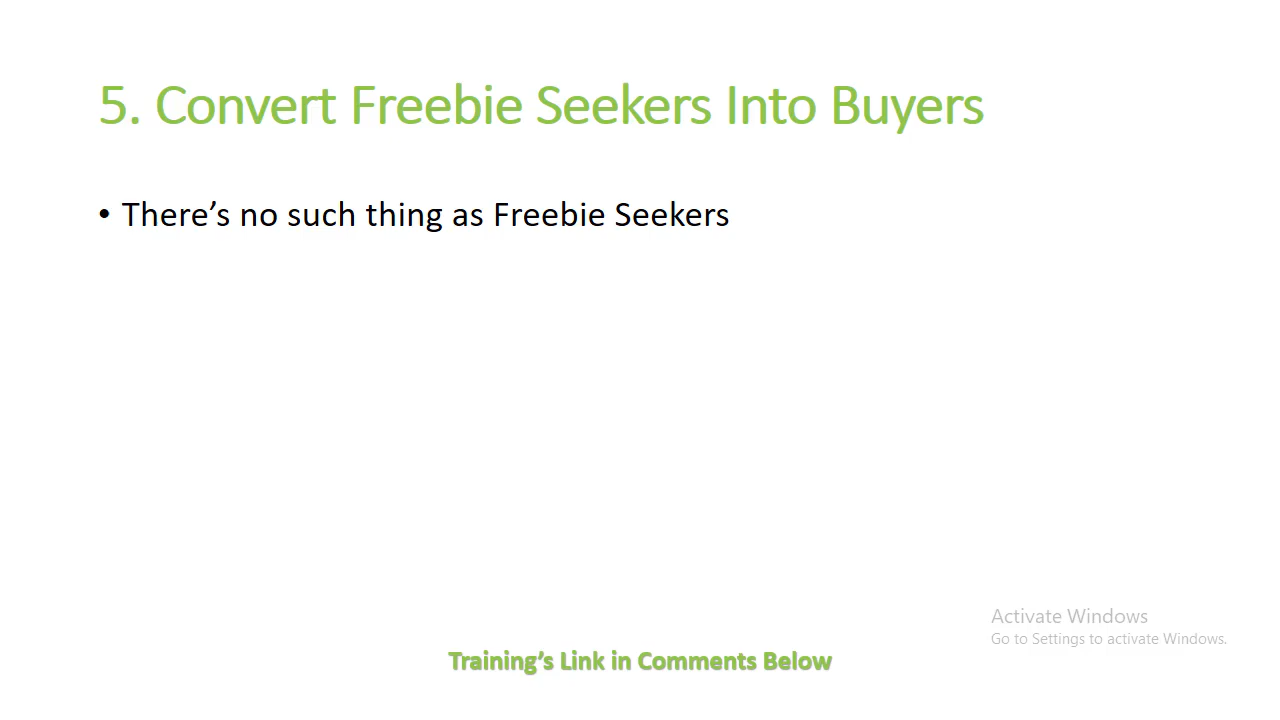 5. Convert Freebie Seekers Into Buyers
• There’s no such thing as Freebie Seekers
Activate Windows
Go to Settings to activate Windows.
Training’s Link in Comments Below